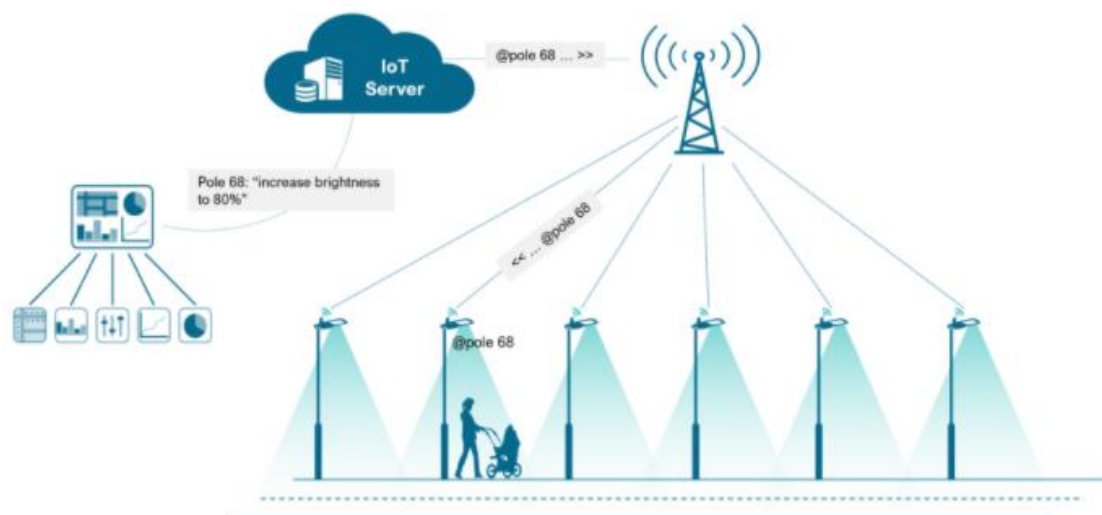 IoT
Server
@pole 68 ... >>
Pole 68: "increase brightness
to 80%"
<< ... @pole 68
@pole 68